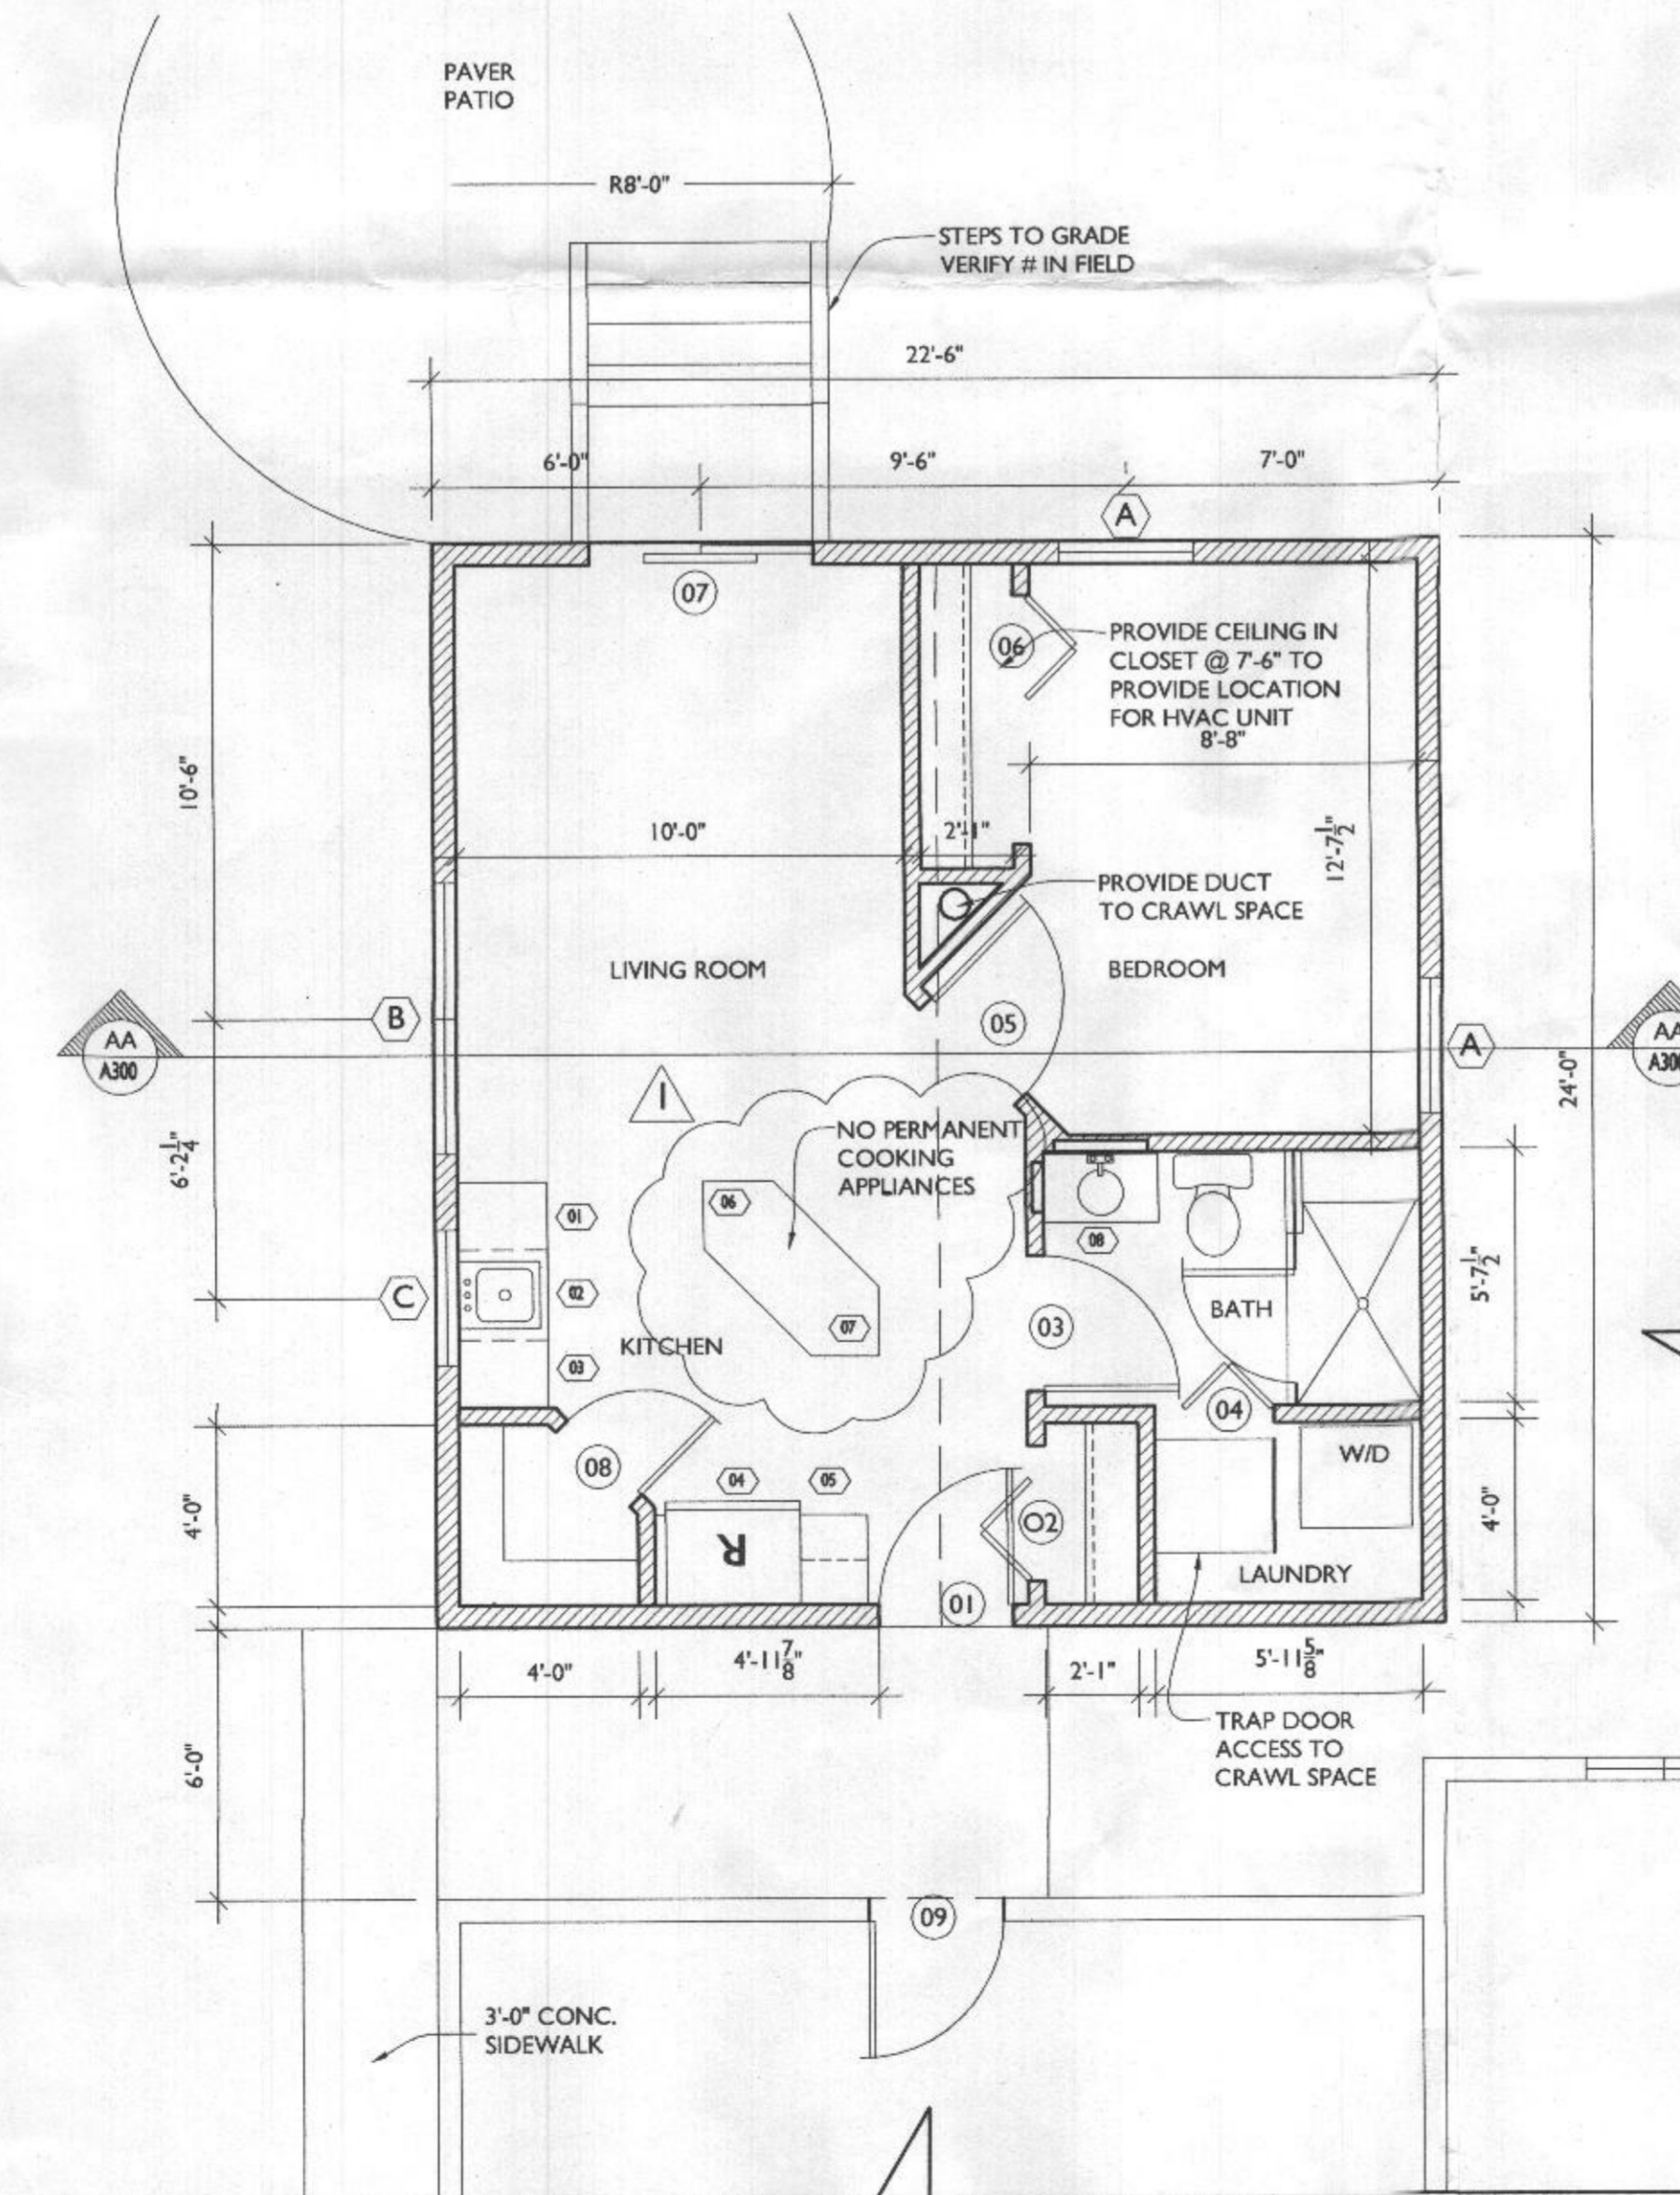 PAVER
PATIO
R8'-0"
STEPS TO GRADE
VERIFY # IN FIELD
22'-6"
6'-0"
9'-6"
7'-0"
A
07
06
PROVIDE CEILING IN
CLOSET @ 7'-6" TO
PROVIDE LOCATION
FOR HVAC UNIT
8'-8"
10'-6"
10'-0"
2'-1"
12'-7 1/2"
PROVIDE DUCT
TO CRAWL SPACE
LIVING ROOM
BEDROOM
B
05
AA
A300
A
AA
A300
24'-0"
1
NO PERMANENT
COOKING
APPLIANCES
6'-2 1/4"
06
01
08
02
C
07
03
BATH
5'-7 1/2"
KITCHEN
03
04
08
04
05
W/D
4'-0"
R
O2
4'-0"
LAUNDRY
01
4'-0"
4'-11 7/8"
2'-1"
5'-11 5/8"
TRAP DOOR
ACCESS TO
CRAWL SPACE
6'-0"
09
3'-0" CONC.
SIDEWALK